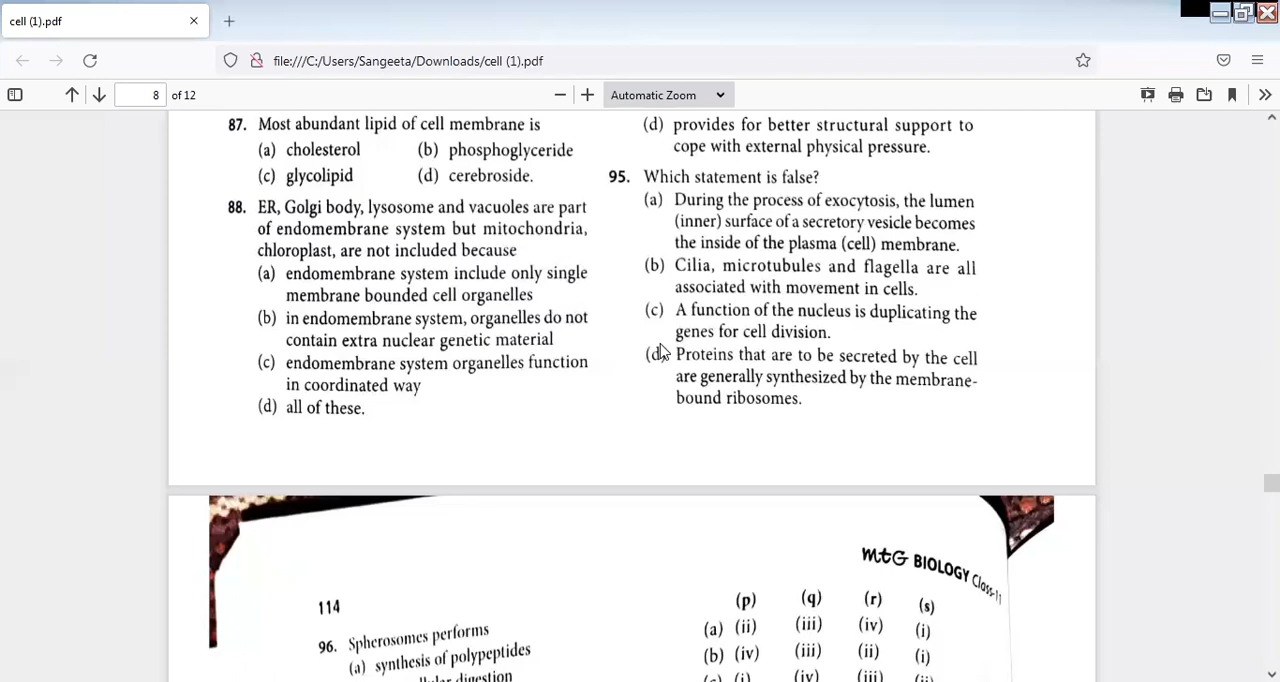 cell (1).pdf
file:///C:/Users/Sangeeta/Downloads/cell (1).pdf
8 of 12
Automatic Zoom
87. Most abundant lipid of cell membrane is
(a) cholesterol (b) phosphoglyceride
(c) glycolipid (d) cerebroside.
88. ER, Golgi body, lysosome and vacuoles are part
of endomembrane system but mitochondria,
chloroplast, are not included because
(a) endomembrane system include only single
membrane bounded cell organelles
(b) in endomembrane system, organelles do not
contain extra nuclear genetic material
(c) endomembrane system organelles function
in coordinated way
(d) all of these.
(d) provides for better structural support to
cope with external physical pressure.
95. Which statement is false?
(a) During the process of exocytosis, the lumen
(inner) surface of a secretory vesicle becomes
the inside of the plasma (cell) membrane.
(b) Cilia, microtubules and flagella are all
associated with movement in cells.
(c) A function of the nucleus is duplicating the
genes for cell division.
(d) Proteins that are to be secreted by the cell
are generally synthesized by the membrane-
bound ribosomes.
mtG BIOLOGY Class-11
114
96. Spherosomes performs
(a) synthesis of polypeptides
digestion
(p) (q) (r) (s)
(a) (ii) (iii) (iv) (i)
(b) (iv) (iii) (ii) (i)
(i) (iv) (iii)